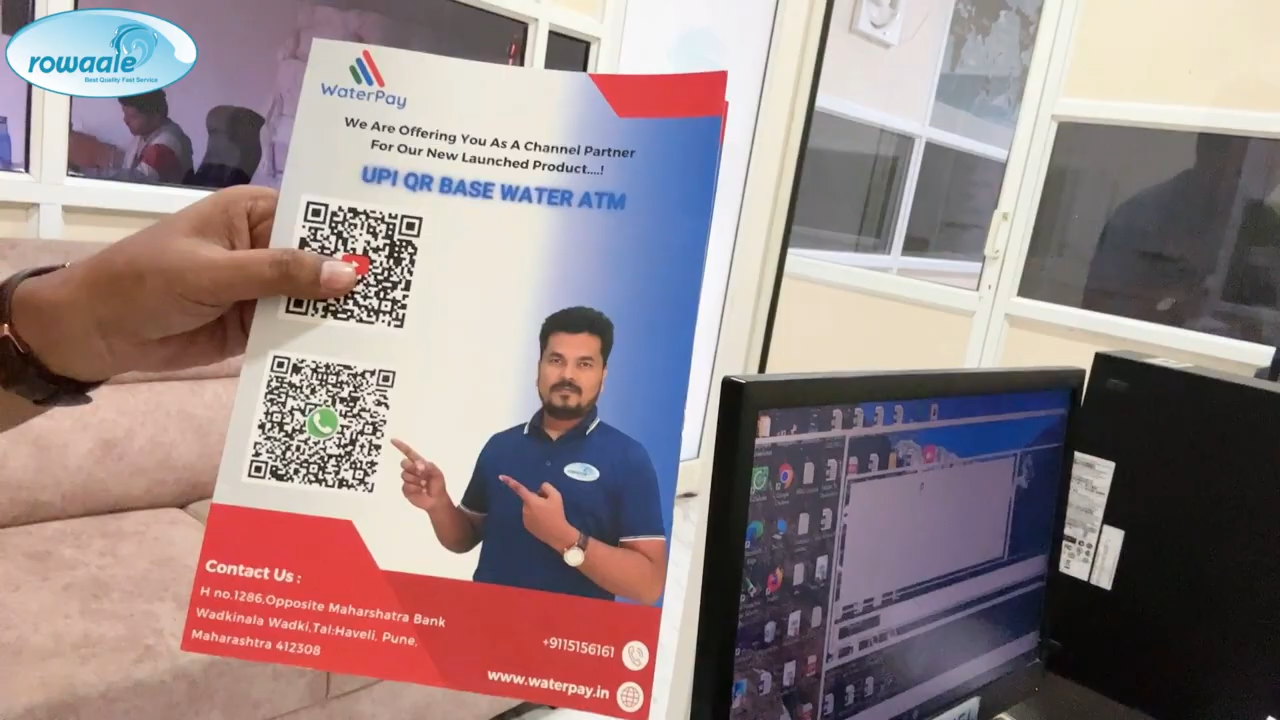 rowaale
Best Quality Fast Service
WaterPay
We Are Offering You As A Channel Partner
For Our New Launched Product....!
UPI QR BASE WATER ATM
rowaale
Contact Us :
H no.1286,Opposite Maharshatra Bank
Wadkinala Wadki,Tal:Haveli, Pune,
Maharashtra 412308
+9115156161
www.waterpay.in